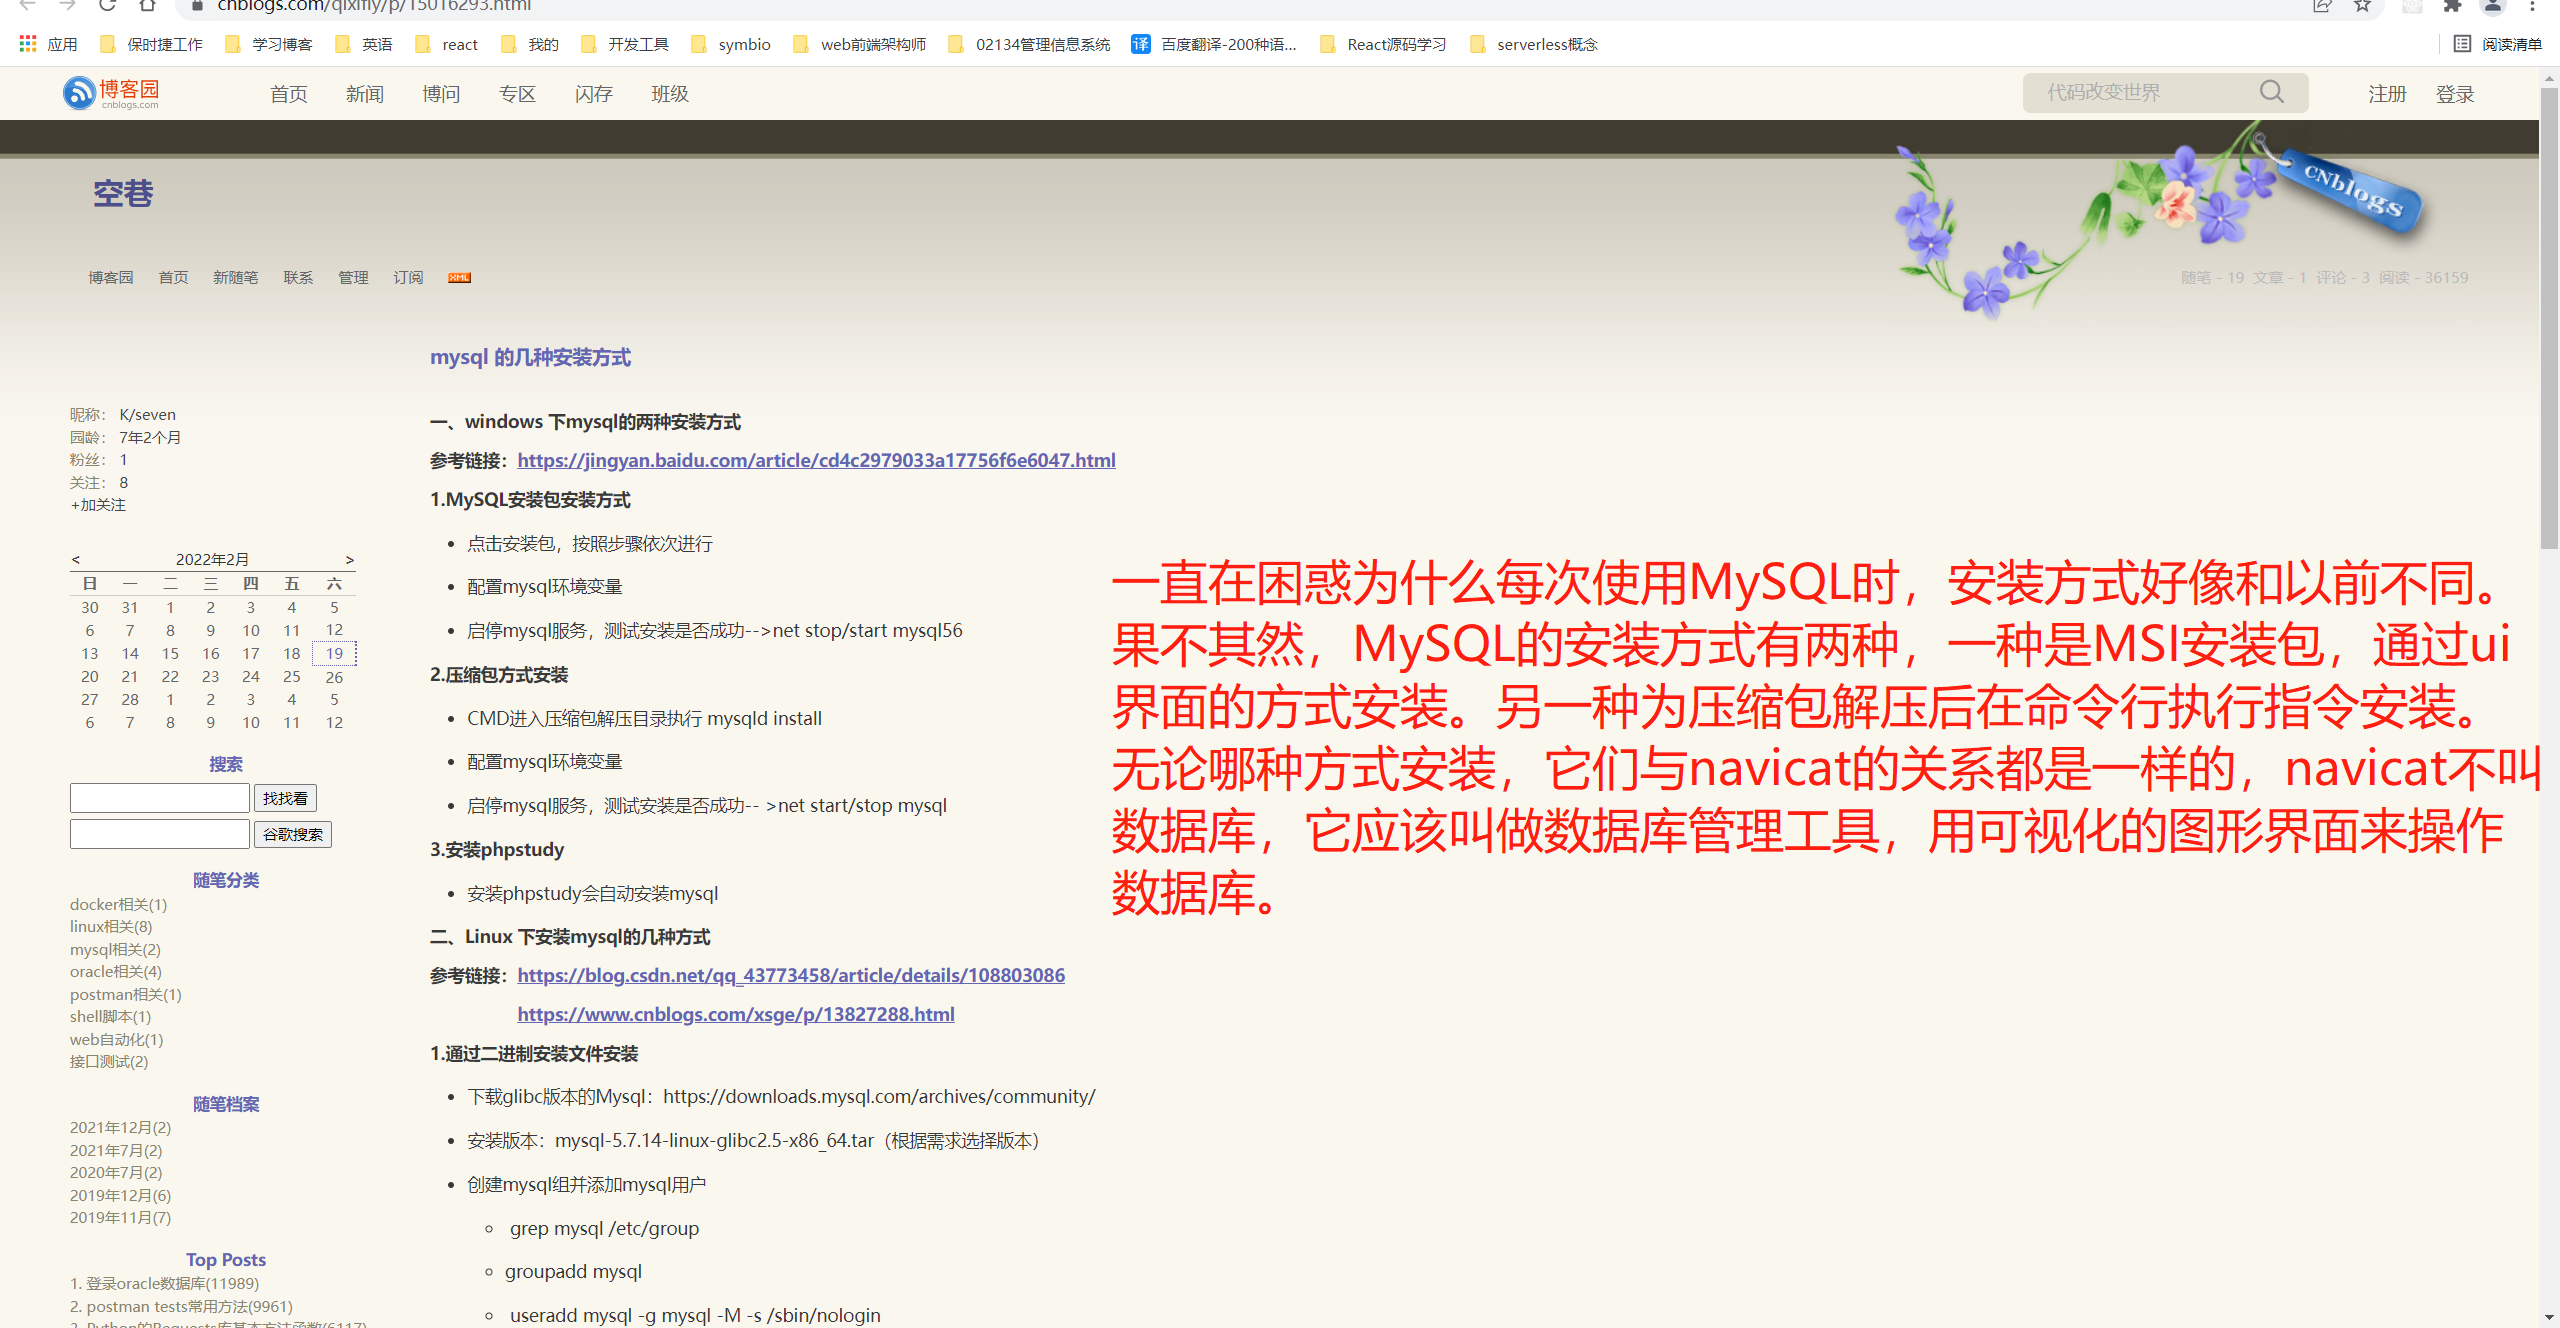 cnblogs.com/qixifly/p/15016293.html
应用 保时捷工作 学习博客 英语 react 我的 开发工具 symbio web前端架构师 02134管理信息系统 译 百度翻译-200种语... React源码学习 serverless概念 阅读清单
博客园 cnblogs.com 首页 新闻 博问 专区 闪存 班级 代码改变世界 注册 登录
CNblogs
空巷
博客园 首页 新随笔 联系 管理 订阅 XML
随笔 - 19 文章 - 1 评论 - 3 阅读 - 36159
昵称: K/seven
园龄: 7年2个月
粉丝: 1
关注: 8
+加关注
< 2022年2月 >
日 一 二 三 四 五 六
30 31 1 2 3 4 5
6 7 8 9 10 11 12
13 14 15 16 17 18 19
20 21 22 23 24 25 26
27 28 1 2 3 4 5
6 7 8 9 10 11 12
搜索
找找看
谷歌搜索
随笔分类
docker相关(1)
linux相关(8)
mysql相关(2)
oracle相关(4)
postman相关(1)
shell脚本(1)
web自动化(1)
接口测试(2)
随笔档案
2021年12月(2)
2021年7月(2)
2020年7月(2)
2019年12月(6)
2019年11月(7)
Top Posts
1. 登录oracle数据库(11989)
2. postman tests常用方法(9961)
3. Python的Requests库基本方法函数(6117)
mysql 的几种安装方式
一、windows 下mysql的两种安装方式
参考链接：https://jingyan.baidu.com/article/cd4c2979033a17756f6e6047.html
1.MySQL安装包安装方式
• 点击安装包，按照步骤依次进行
• 配置mysql环境变量
• 启停mysql服务，测试安装是否成功-->net stop/start mysql56
2.压缩包方式安装
• CMD进入压缩包解压目录执行 mysqld install
• 配置mysql环境变量
• 启停mysql服务，测试安装是否成功-- >net start/stop mysql
3.安装phpstudy
• 安装phpstudy会自动安装mysql
二、Linux 下安装mysql的几种方式
参考链接：https://blog.csdn.net/qq_43773458/article/details/108803086
https://www.cnblogs.com/xsge/p/13827288.html
1.通过二进制安装文件安装
• 下载glibc版本的Mysql：https://downloads.mysql.com/archives/community/
• 安装版本：mysql-5.7.14-linux-glibc2.5-x86_64.tar（根据需求选择版本）
• 创建mysql组并添加mysql用户
◦ grep mysql /etc/group
◦ groupadd mysql
◦ useradd mysql -g mysql -M -s /sbin/nologin
一直在困惑为什么每次使用MySQL时，安装方式好像和以前不同。
果不其然，MySQL的安装方式有两种，一种是MSI安装包，通过ui
界面的方式安装。另一种为压缩包解压后在命令行执行指令安装。
无论哪种方式安装，它们与navicat的关系都是一样的，navicat不叫
数据库，它应该叫做数据库管理工具，用可视化的图形界面来操作
数据库。